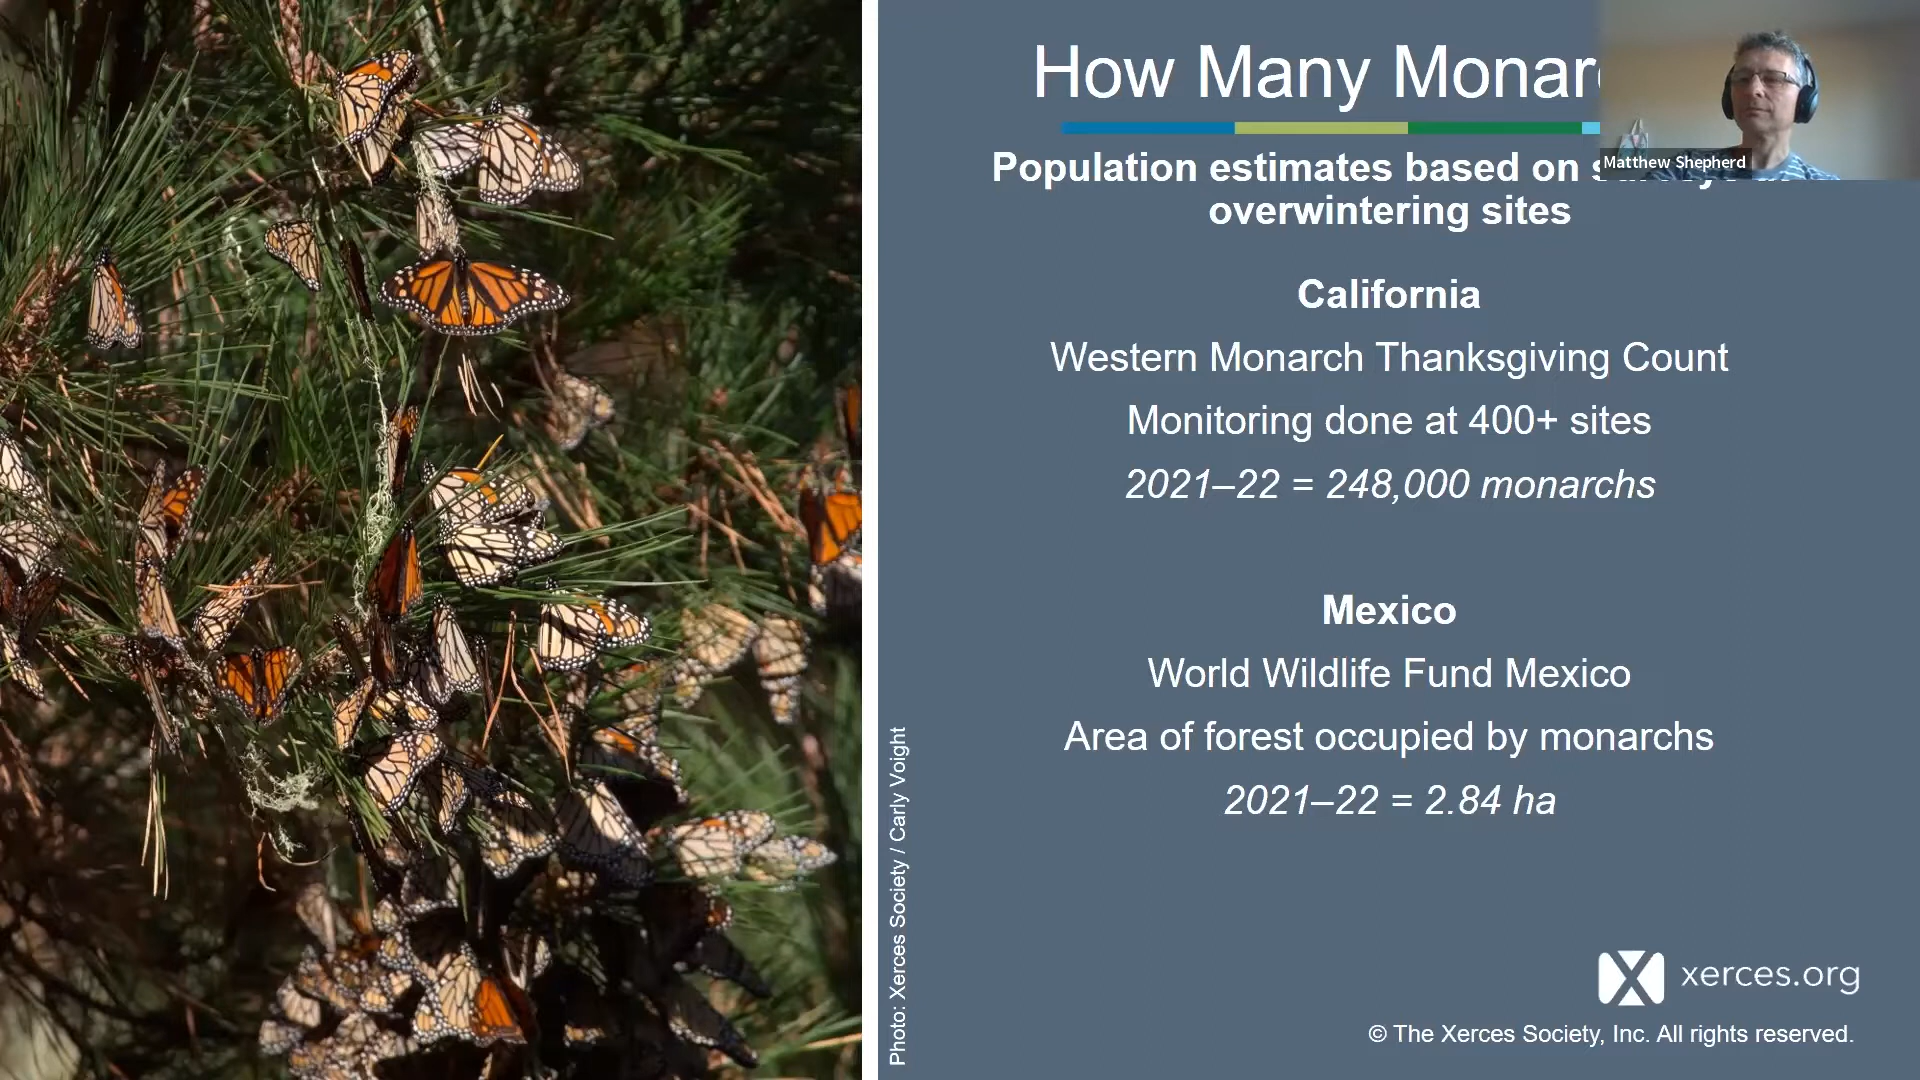 How Many Monar
Matthew Shepherd
Population estimates based on
overwintering sites
California
Western Monarch Thanksgiving Count
Monitoring done at 400+ sites
2021–22 = 248,000 monarchs
Mexico
World Wildlife Fund Mexico
Area of forest occupied by monarchs
2021–22 = 2.84 ha
Photo: Xerces Society / Carly Voight
xerces.org
© The Xerces Society, Inc. All rights reserved.